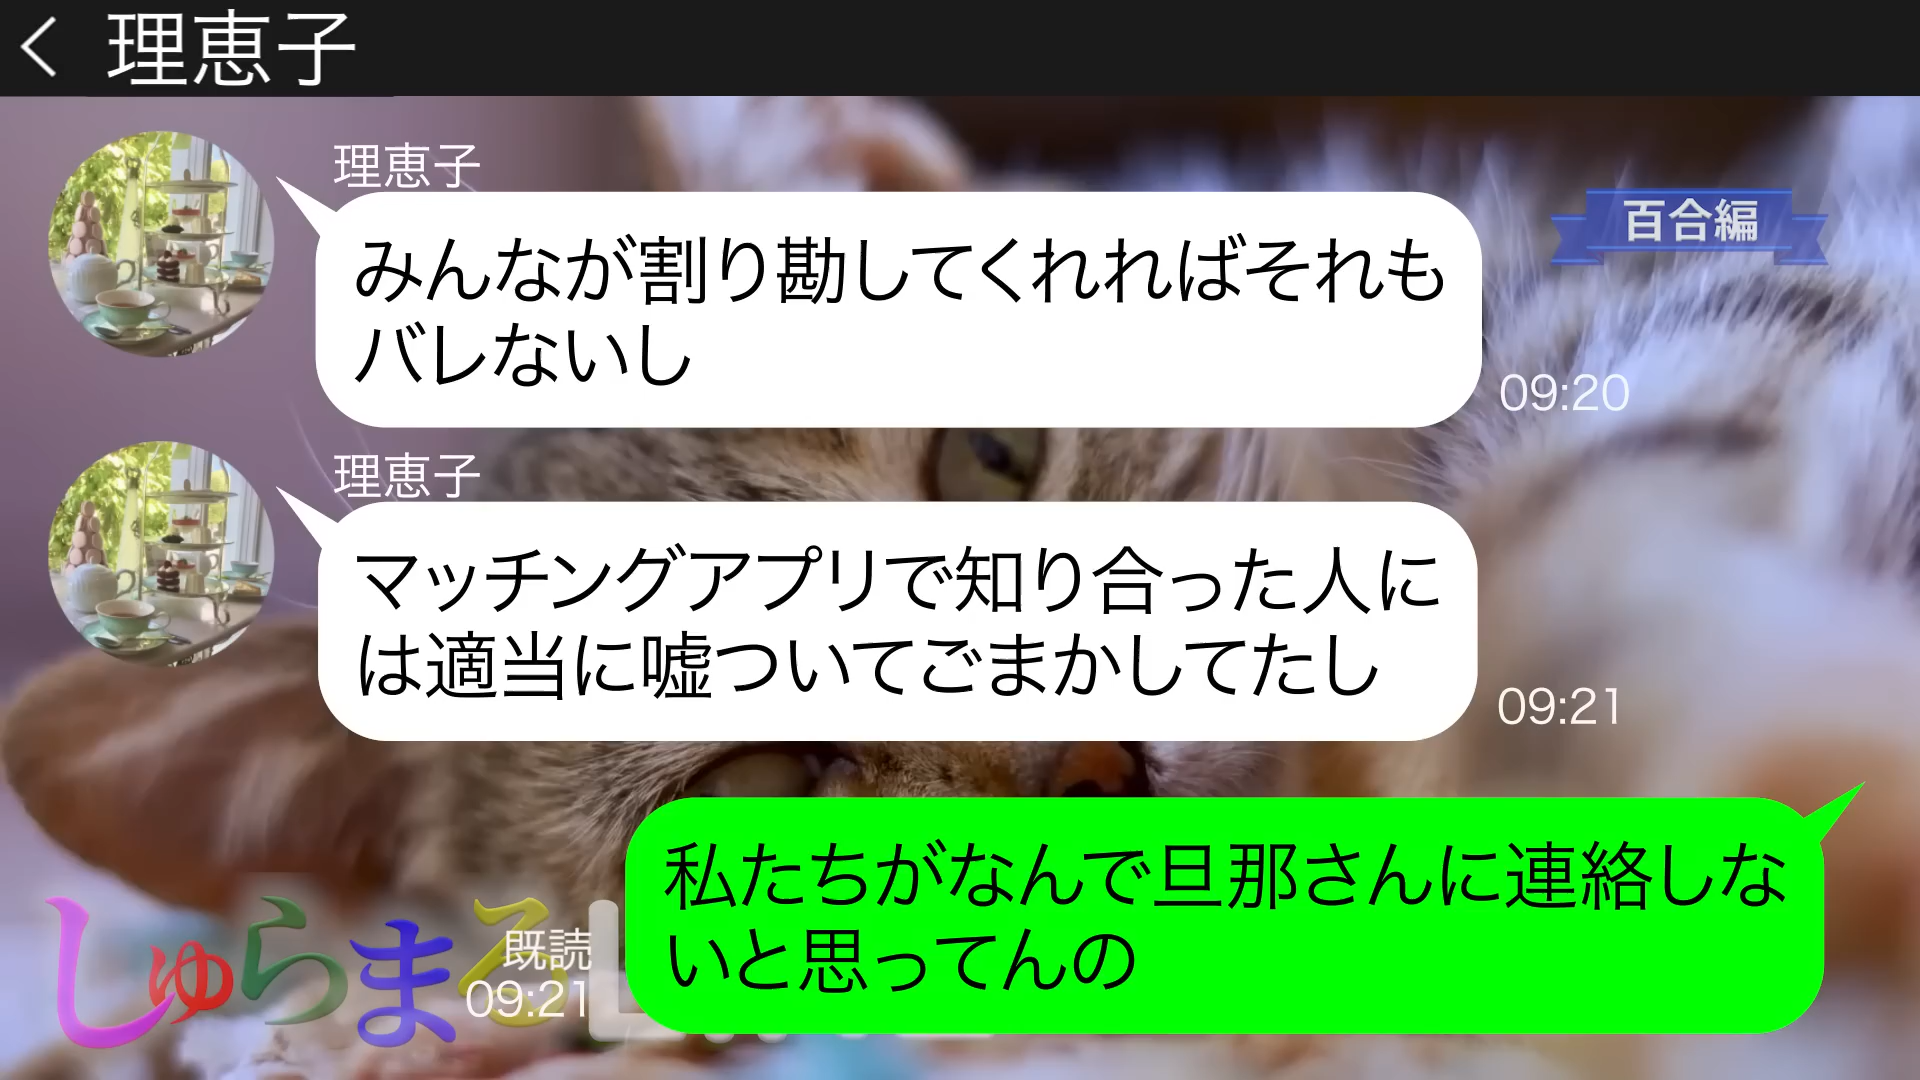 理恵子
理恵子
百合編
みんなが割り勘してくれればそれも
バレないし
09:20
理恵子
マッチングアプリで知り合った人に
は適当に嘘ついてごまかしてたし
09:21
私たちがなんで旦那さんに連絡しな
いと思ってんの
既読
09:21
しゅらまる